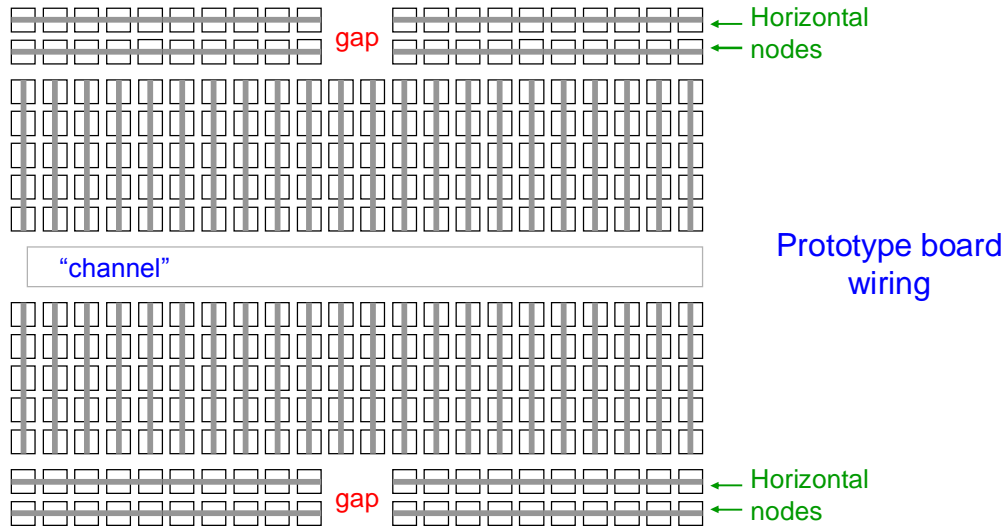 gap
Horizontal
nodes
“channel”
Prototype board
wiring
gap
Horizontal
nodes